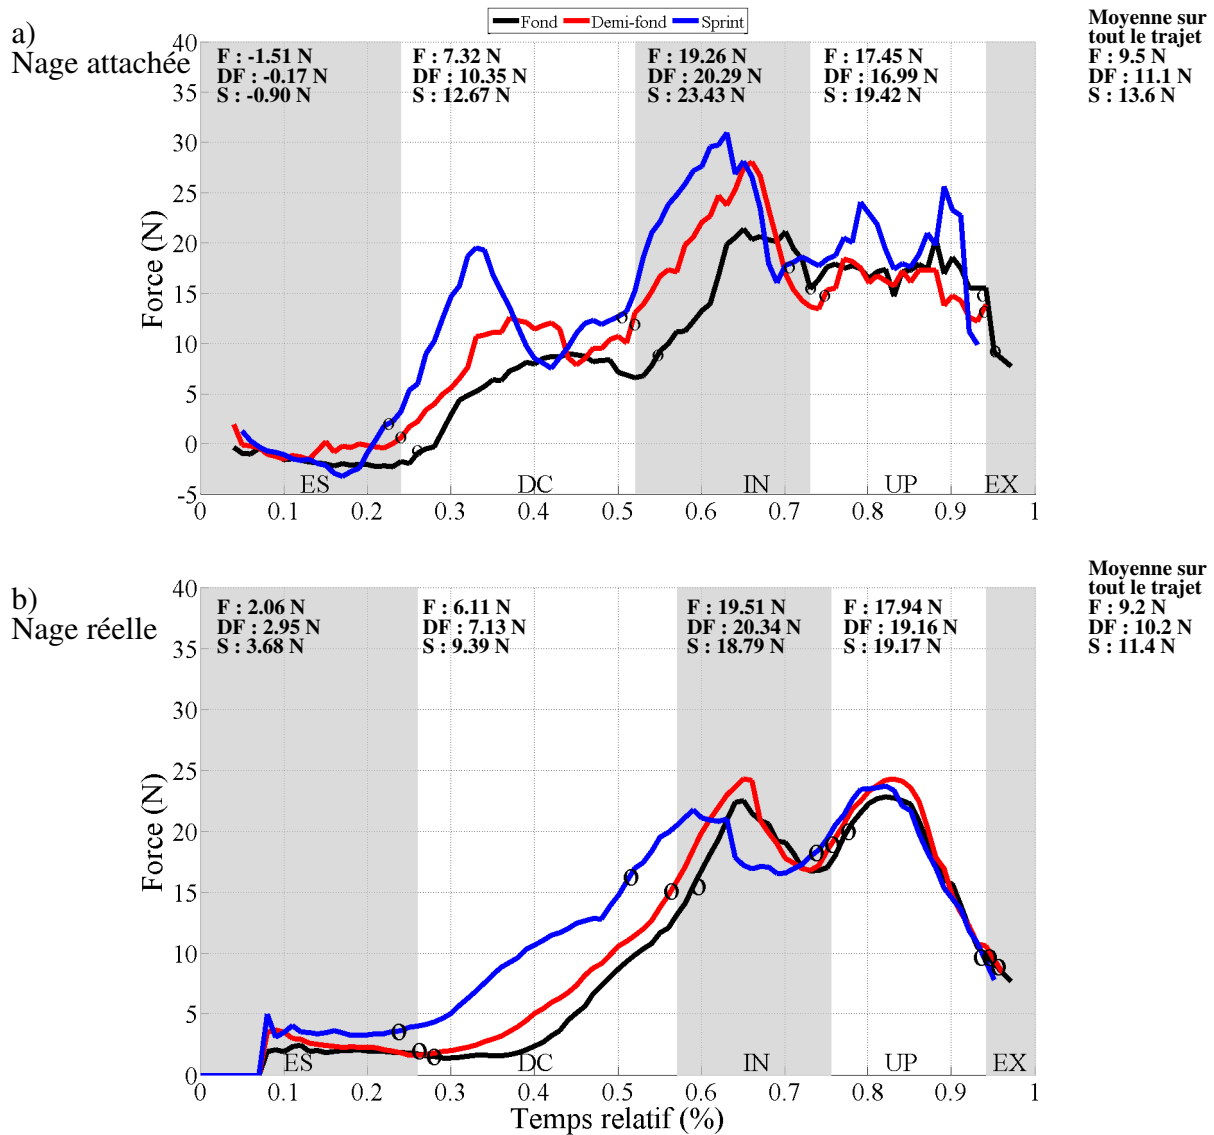 Fond Demi-fond Sprint
a)
Nage attachée
F : -1.51 N
DF : -0.17 N
S : -0.90 N
F : 7.32 N
DF : 10.35 N
S : 12.67 N
F : 19.26 N
DF : 20.29 N
S : 23.43 N
F : 17.45 N
DF : 16.99 N
S : 19.42 N
Moyenne sur
tout le trajet
F : 9.5 N
DF : 11.1 N
S : 13.6 N
Force (N)
40
35
30
25
20
15
10
5
0
-5
ES DC IN UP EX
0 0.1 0.2 0.3 0.4 0.5 0.6 0.7 0.8 0.9 1
b)
Nage réelle
F : 2.06 N
DF : 2.95 N
S : 3.68 N
F : 6.11 N
DF : 7.13 N
S : 9.39 N
F : 19.51 N
DF : 20.34 N
S : 18.79 N
F : 17.94 N
DF : 19.16 N
S : 19.17 N
Moyenne sur
tout le trajet
F : 9.2 N
DF : 10.2 N
S : 11.4 N
Force (N)
40
35
30
25
20
15
10
5
0
ES DC IN UP EX
0 0.1 0.2 0.3 0.4 0.5 0.6 0.7 0.8 0.9 1
Temps relatif (%)